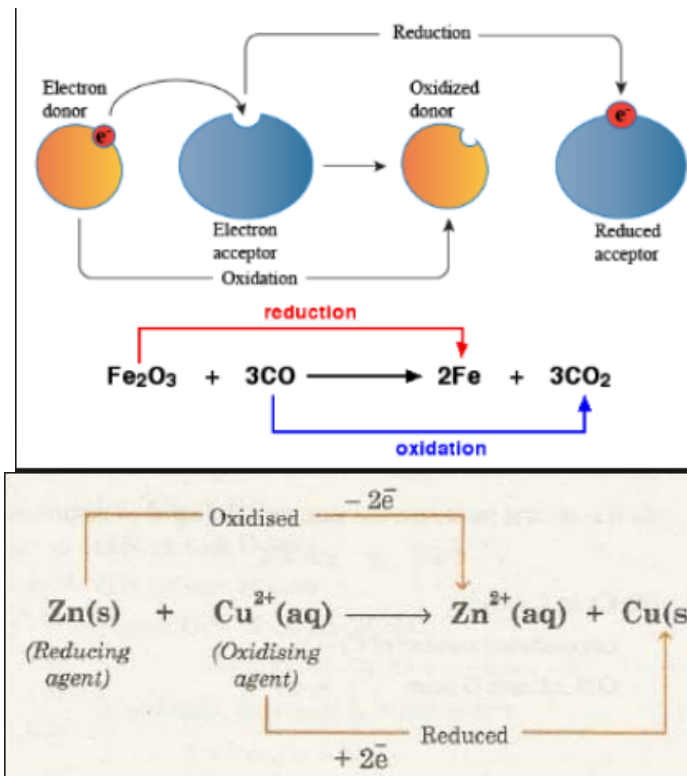 Reduction
Electron
donor
Oxidized
donor
e⁻
e⁻
Electron
acceptor
Reduced
acceptor
Oxidation
reduction
Fe₂O₃ + 3CO ⟶ 2Fe + 3CO₂
oxidation
Oxidised − 2e̅
Zn(s) + Cu²⁺(aq) ⟶ Zn²⁺(aq) + Cu(s
(Reducing
agent)
(Oxidising
agent)
Reduced
+ 2e̅